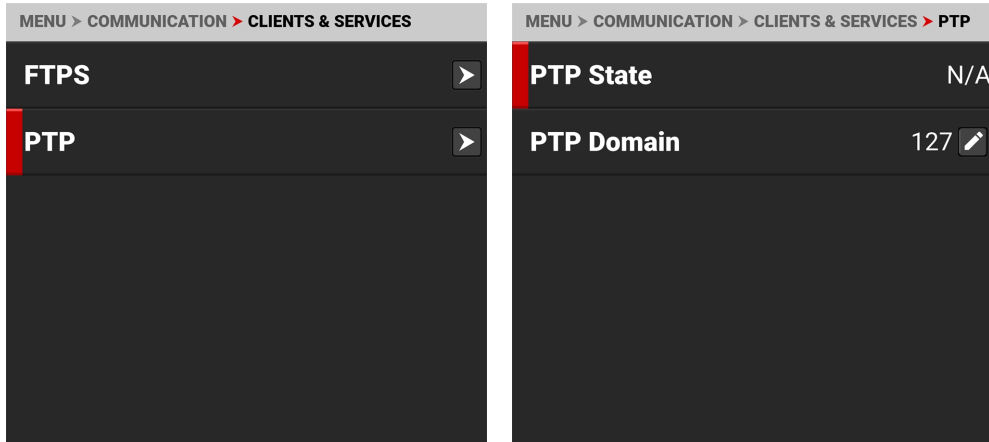 MENU ➤ COMMUNICATION ➤ CLIENTS & SERVICES
FTPS
PTP
MENU ➤ COMMUNICATION ➤ CLIENTS & SERVICES ➤ PTP
PTP State N/A
PTP Domain 127